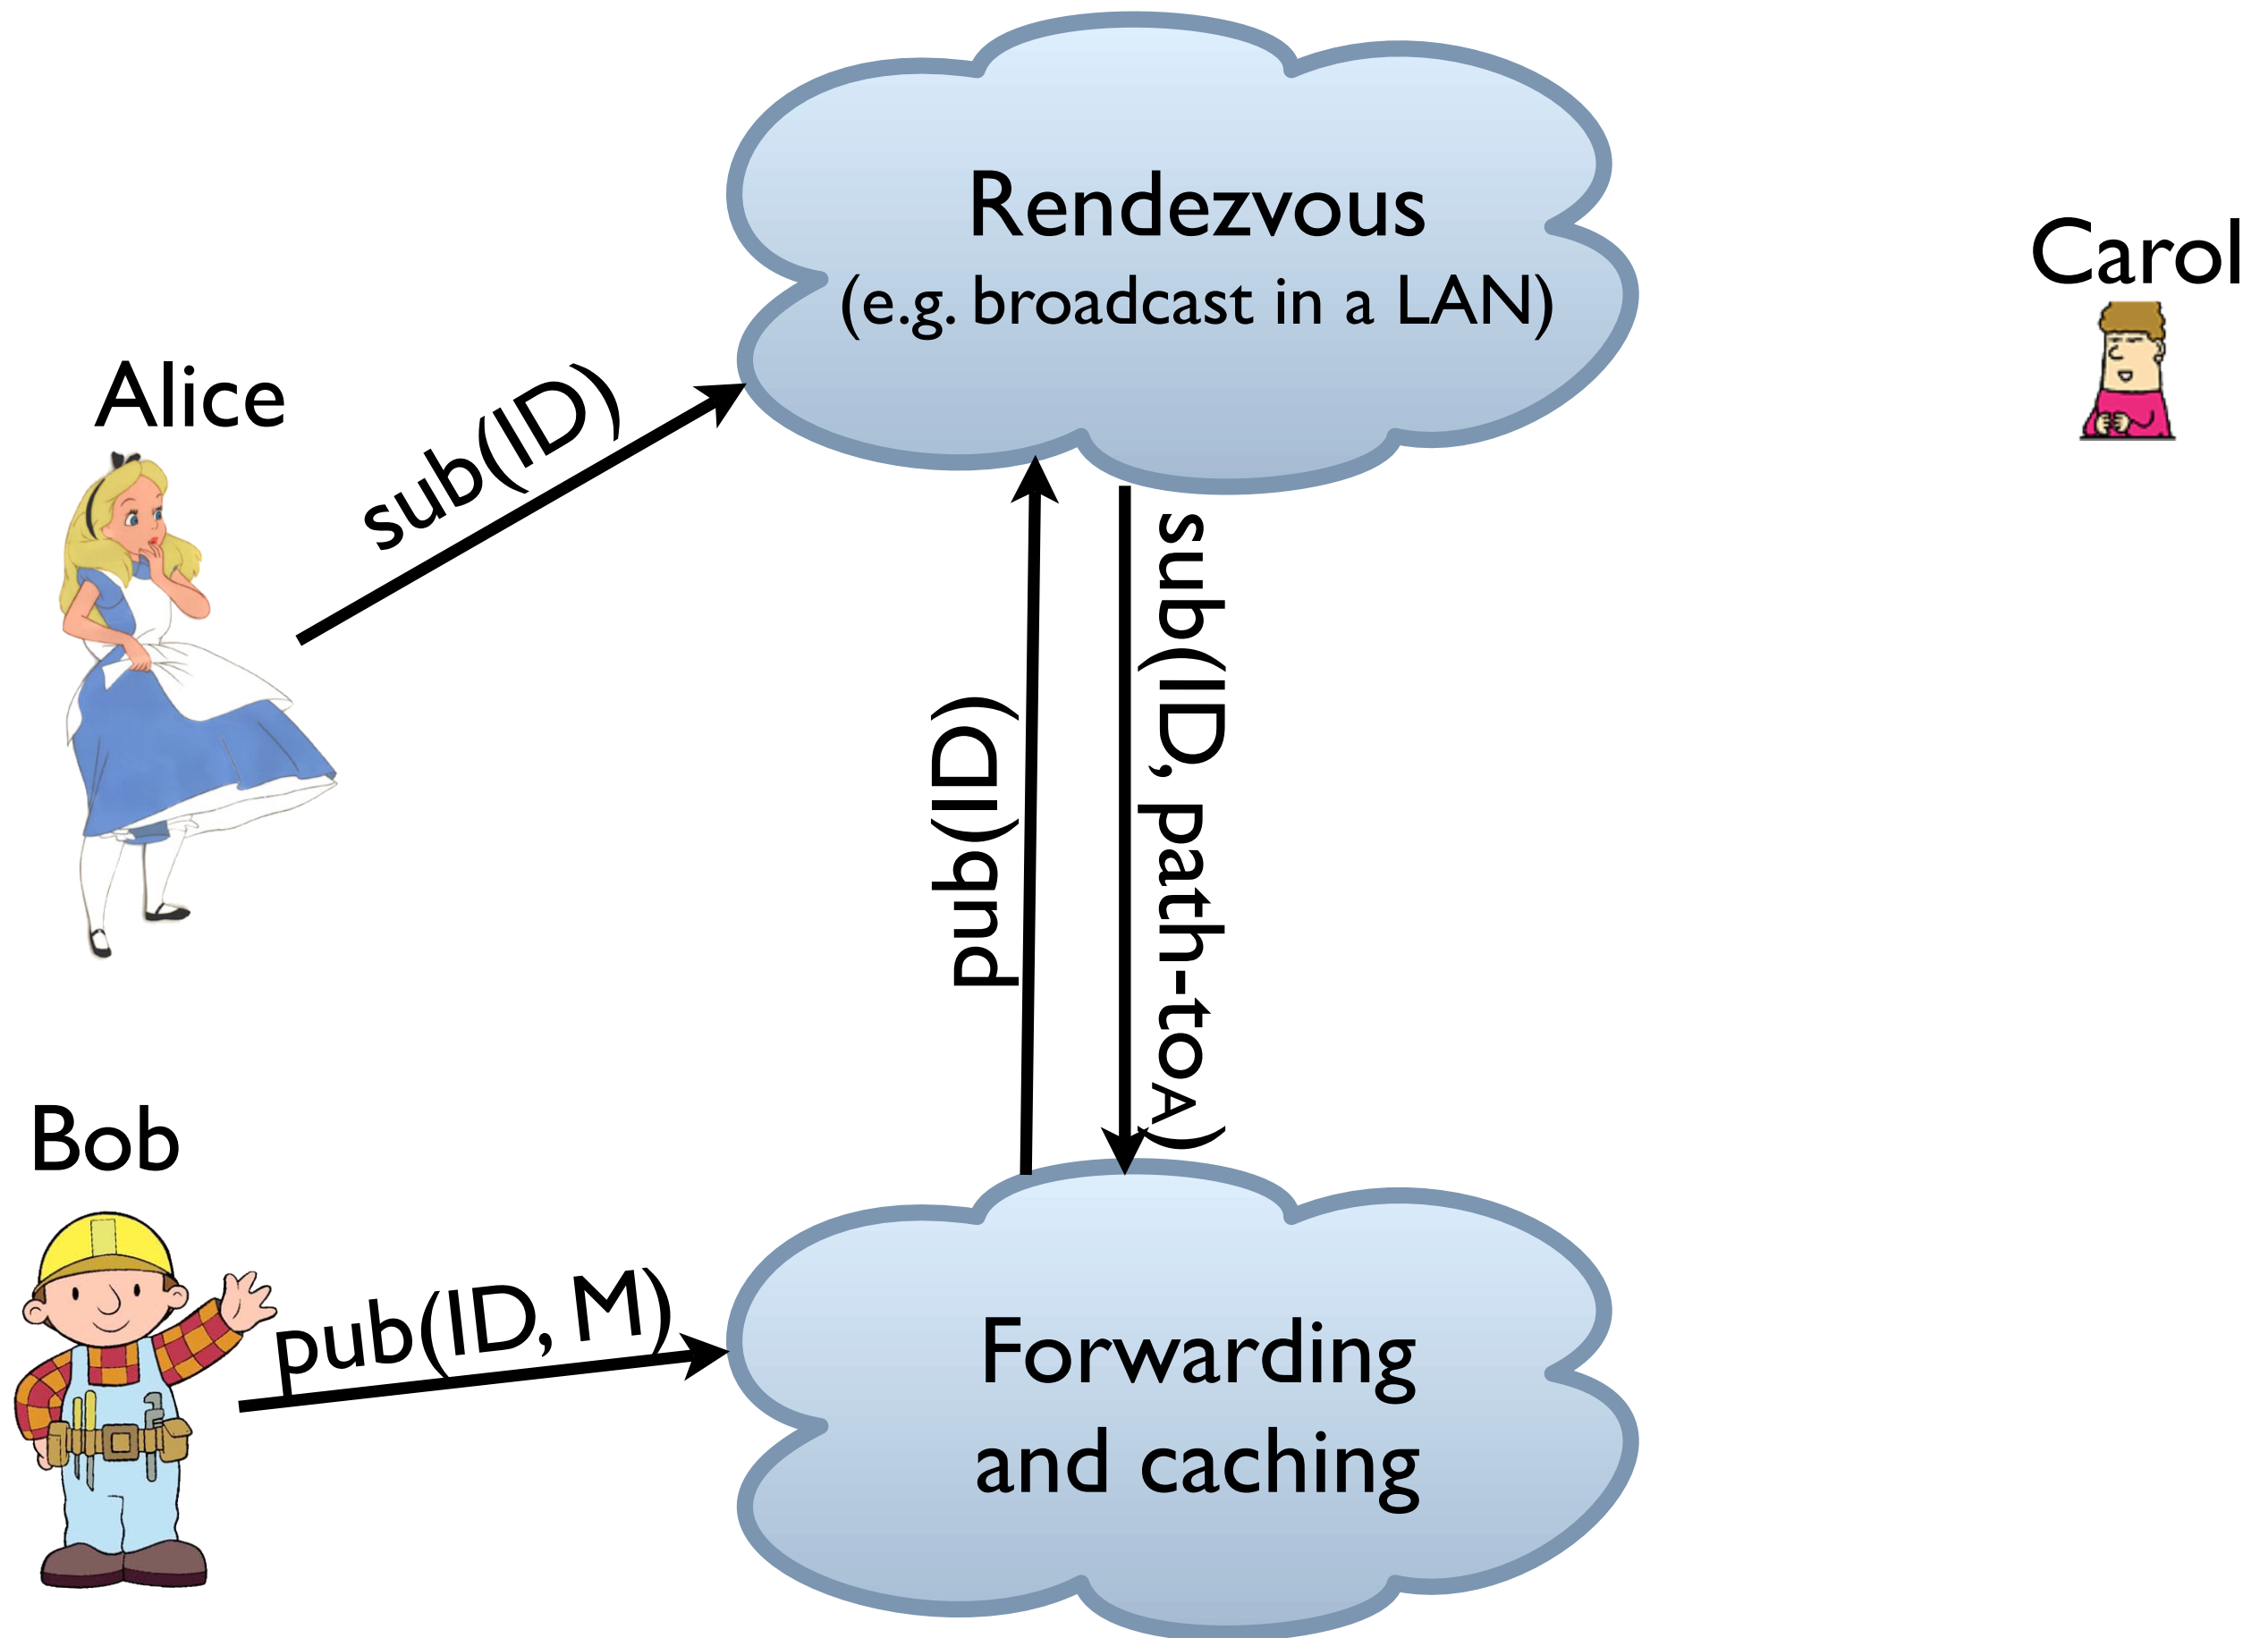 Rendezvous
(e.g. broadcast in a LAN)
Carol
Alice
sub(ID)
pub(ID)
sub(ID, path-toA)
Bob
pub(ID, M)
Forwarding
and caching